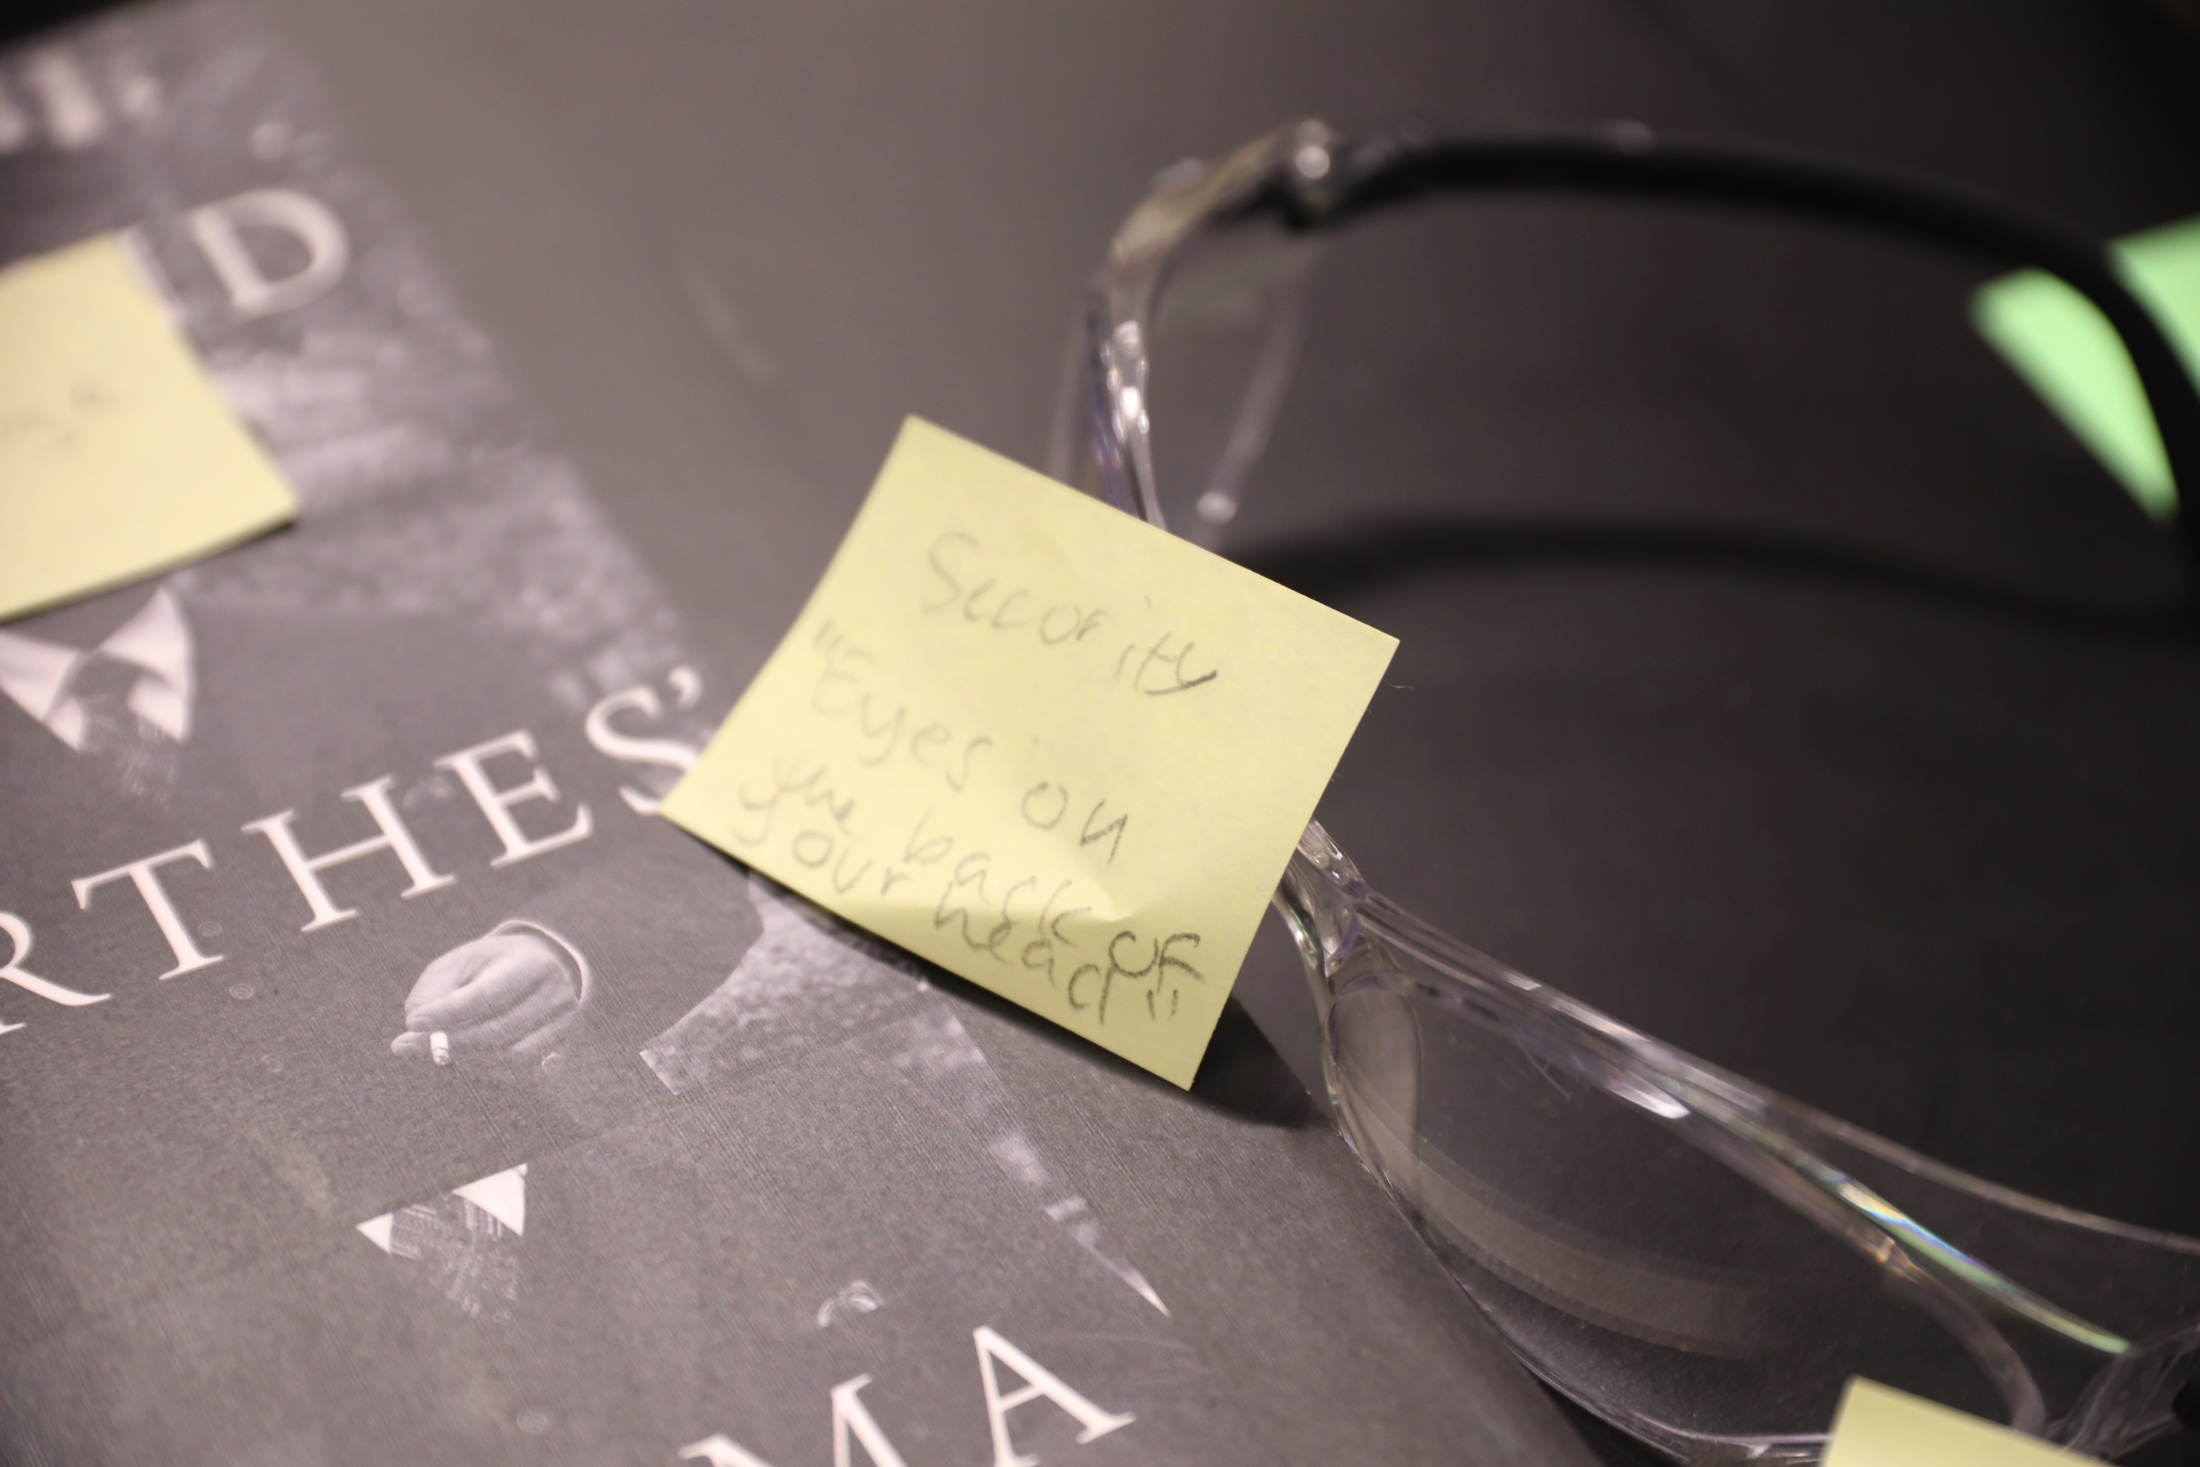 D
RTHES’
MA
Security
"Eyes on
the back of
your head"